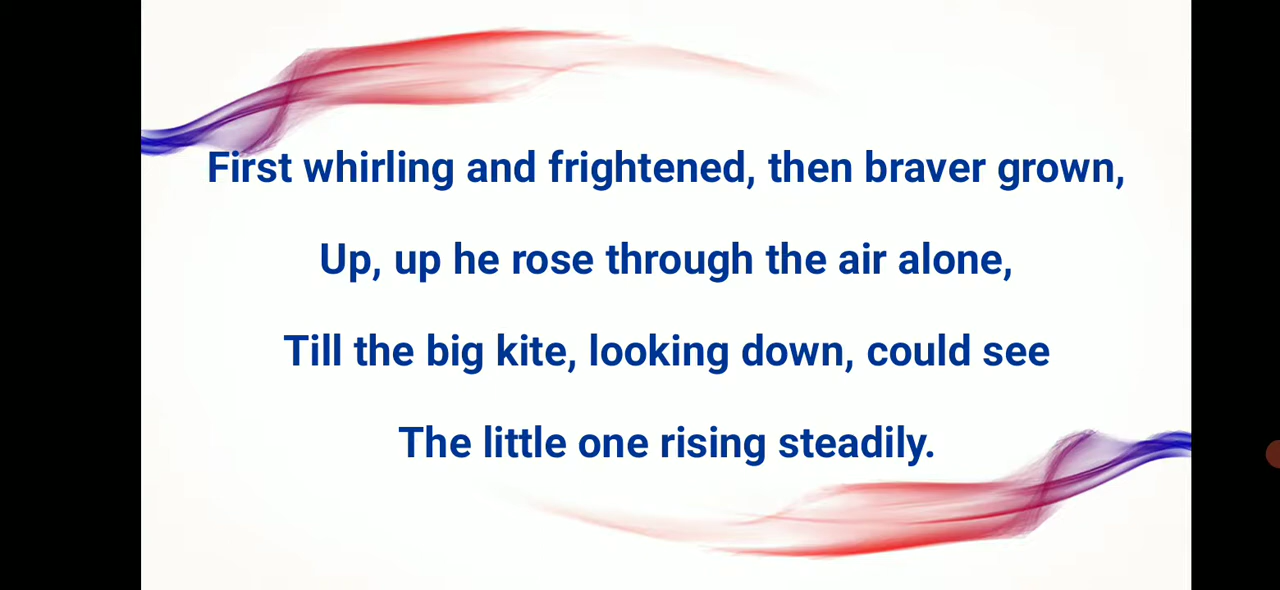 First whirling and frightened, then braver grown,
Up, up he rose through the air alone,
Till the big kite, looking down, could see
The little one rising steadily.